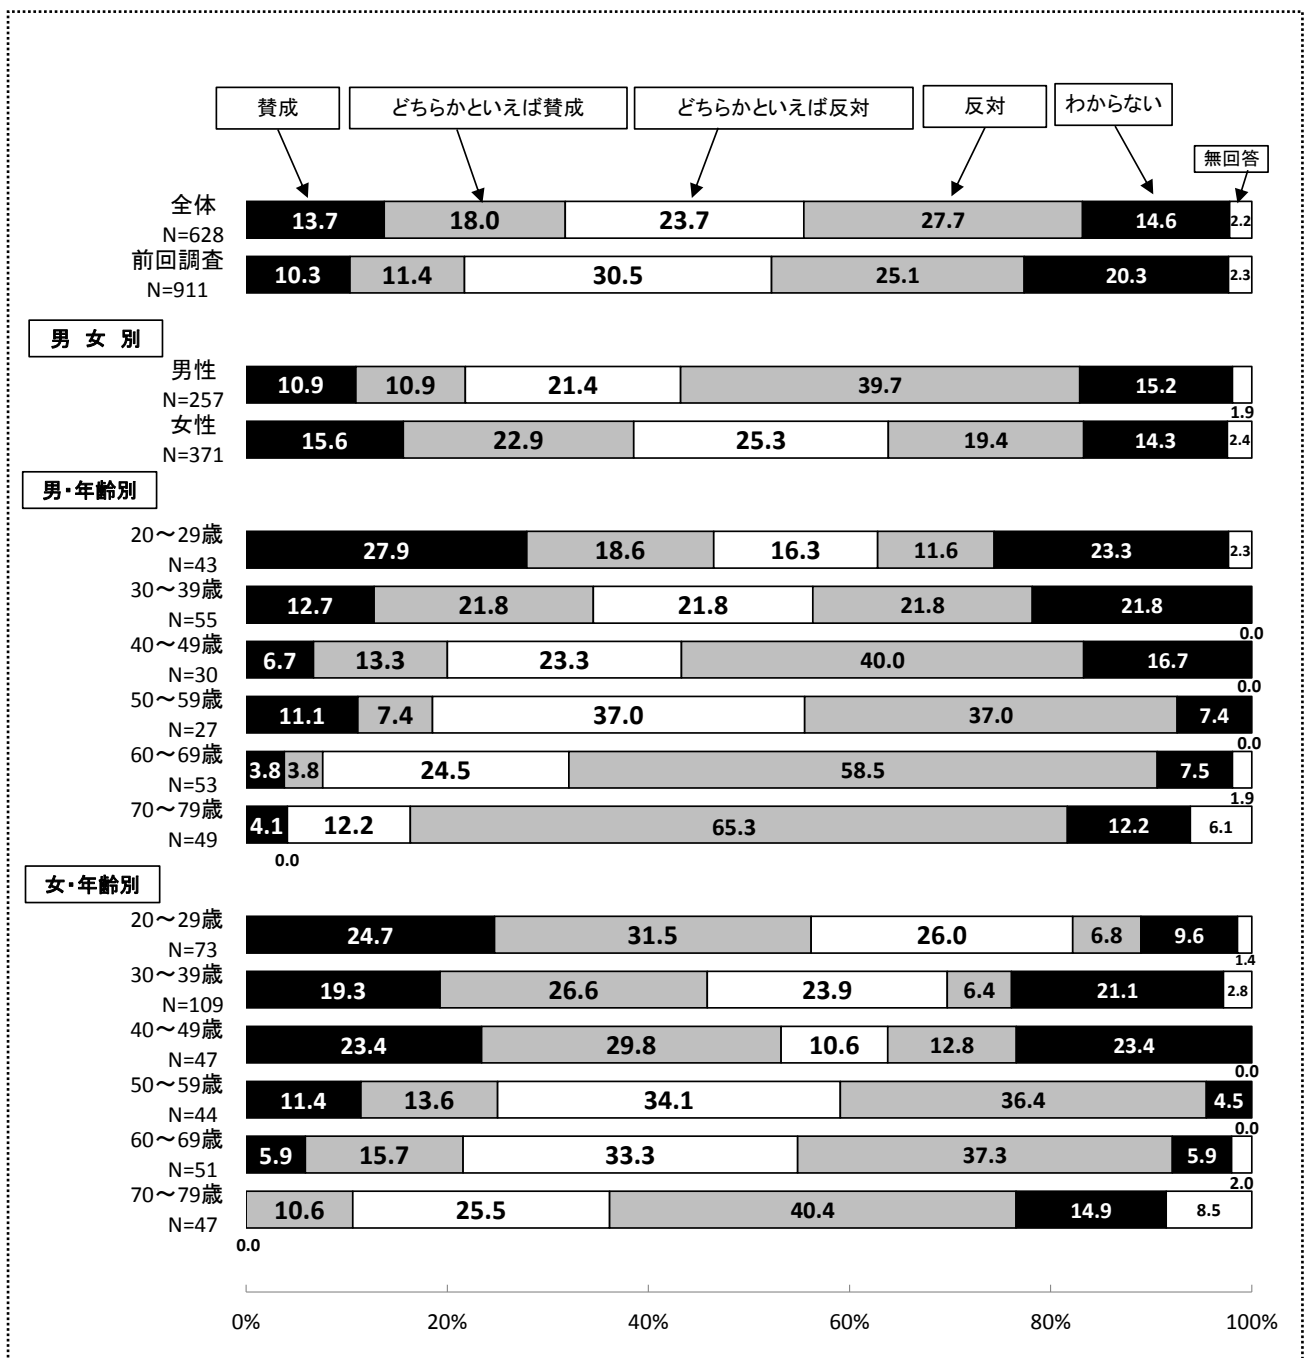 賛成 どちらかといえば賛成 どちらかといえば反対 反対 わからない
無回答
全体
N=628
13.7 18.0 23.7 27.7 14.6 2.2
前回調査
N=911
10.3 11.4 30.5 25.1 20.3 2.3
男 女 別
男性
N=257
10.9 10.9 21.4 39.7 15.2
1.9
女性
N=371
15.6 22.9 25.3 19.4 14.3 2.4
男・年齢別
20～29歳
N=43
27.9 18.6 16.3 11.6 23.3 2.3
30～39歳
N=55
12.7 21.8 21.8 21.8 21.8
0.0
40～49歳
N=30
6.7 13.3 23.3 40.0 16.7
0.0
50～59歳
N=27
11.1 7.4 37.0 37.0 7.4
0.0
60～69歳
N=53
3.8 3.8 24.5 58.5 7.5
1.9
70～79歳
N=49
4.1 12.2 65.3 12.2 6.1
0.0
女・年齢別
20～29歳
N=73
24.7 31.5 26.0 6.8 9.6
1.4
30～39歳
N=109
19.3 26.6 23.9 6.4 21.1 2.8
40～49歳
N=47
23.4 29.8 10.6 12.8 23.4
0.0
50～59歳
N=44
11.4 13.6 34.1 36.4 4.5
0.0
60～69歳
N=51
5.9 15.7 33.3 37.3 5.9
2.0
70～79歳
N=47
10.6 25.5 40.4 14.9 8.5
0.0
0% 20% 40% 60% 80% 100%